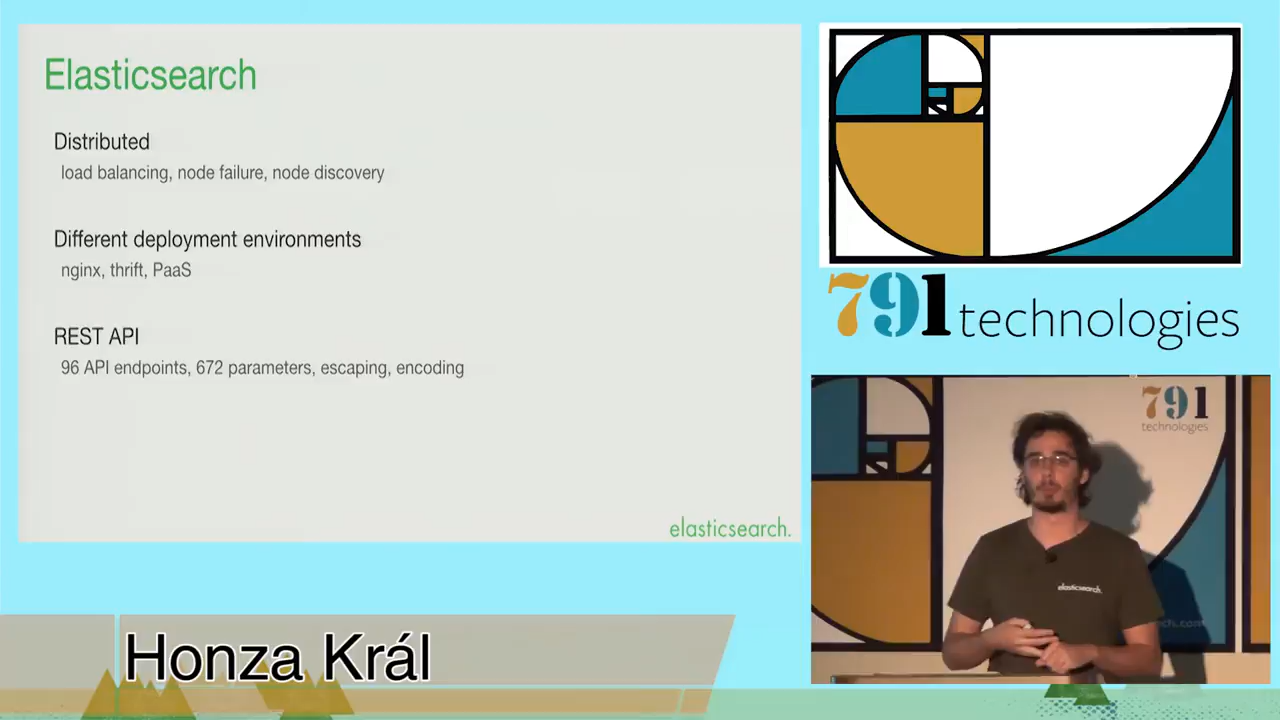 Elasticsearch
Distributed
load balancing, node failure, node discovery
Different deployment environments
nginx, thrift, PaaS
REST API
96 API endpoints, 672 parameters, escaping, encoding
elasticsearch.
791 technologies
791
technologies
elasticsearch.
Honza Král